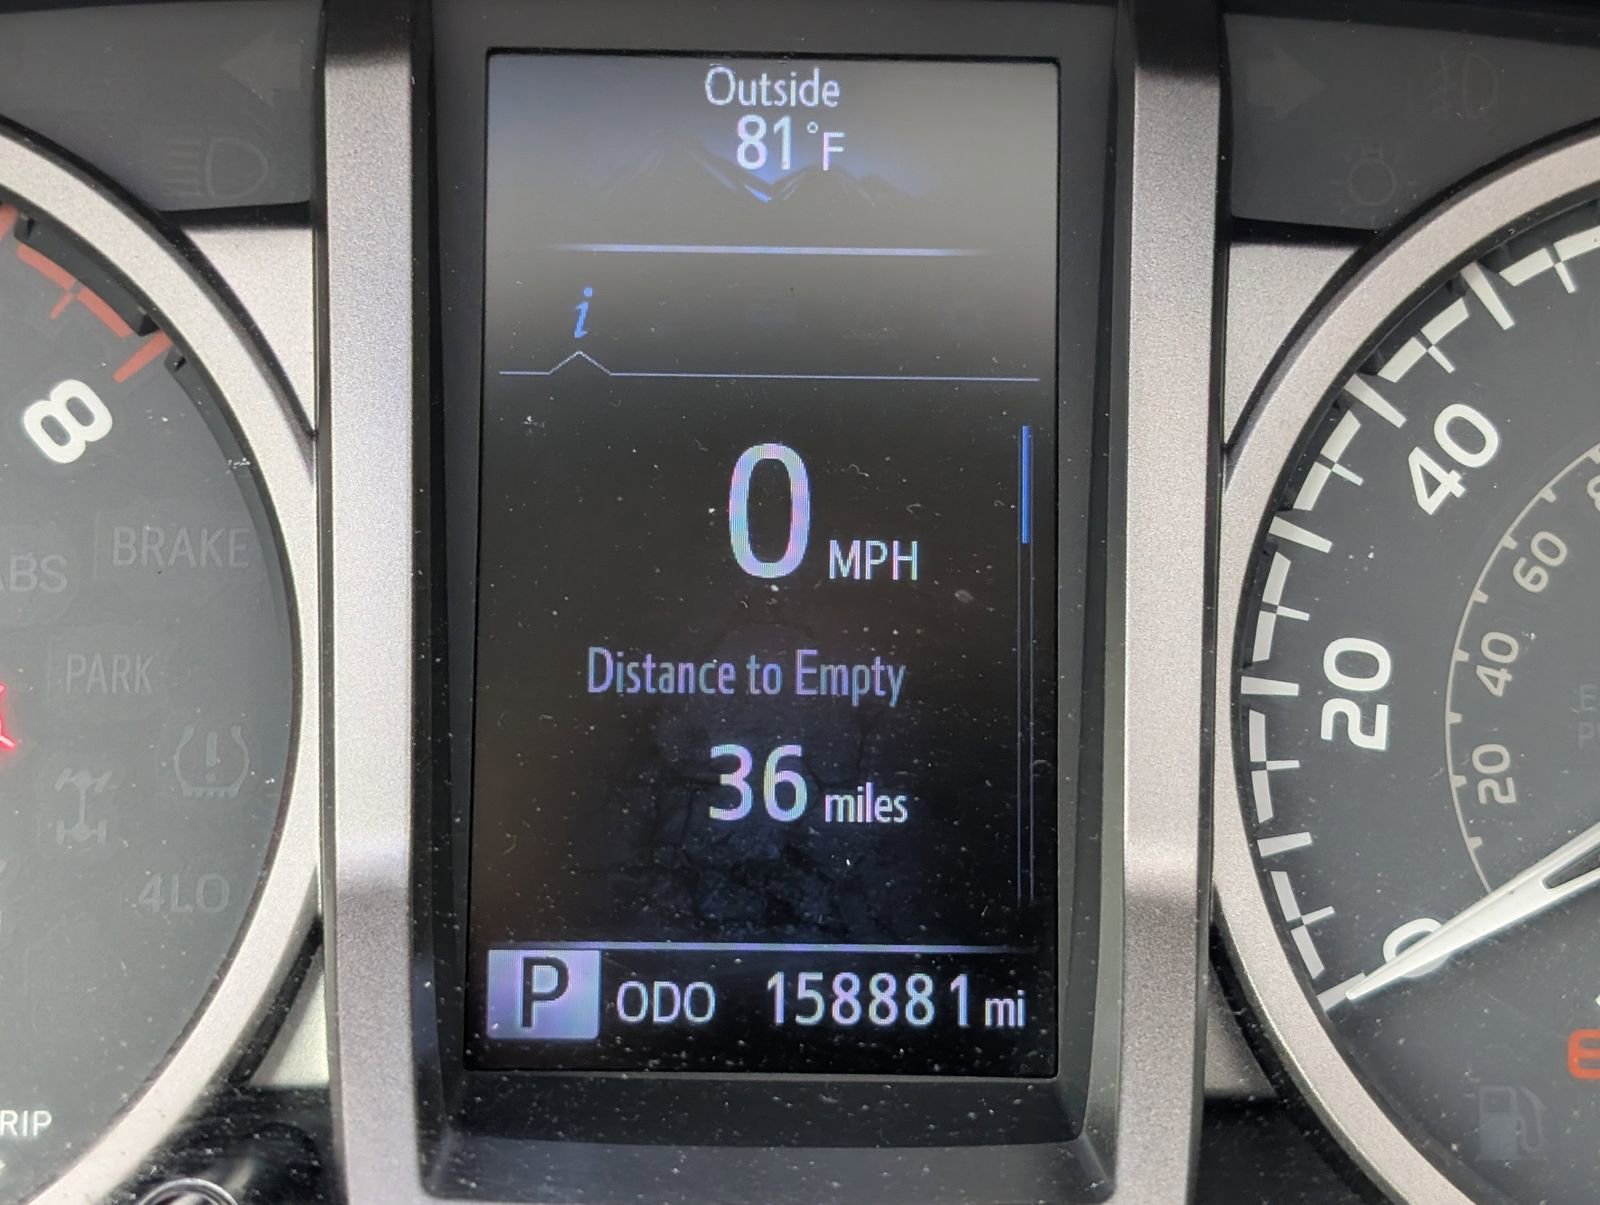 Outside
81°F
i
0 MPH
Distance to Empty
36 miles
P ODO 158881 mi
8
ABS BRAKE
PARK
4LO
RIP
40
20
0
60
40
20
E